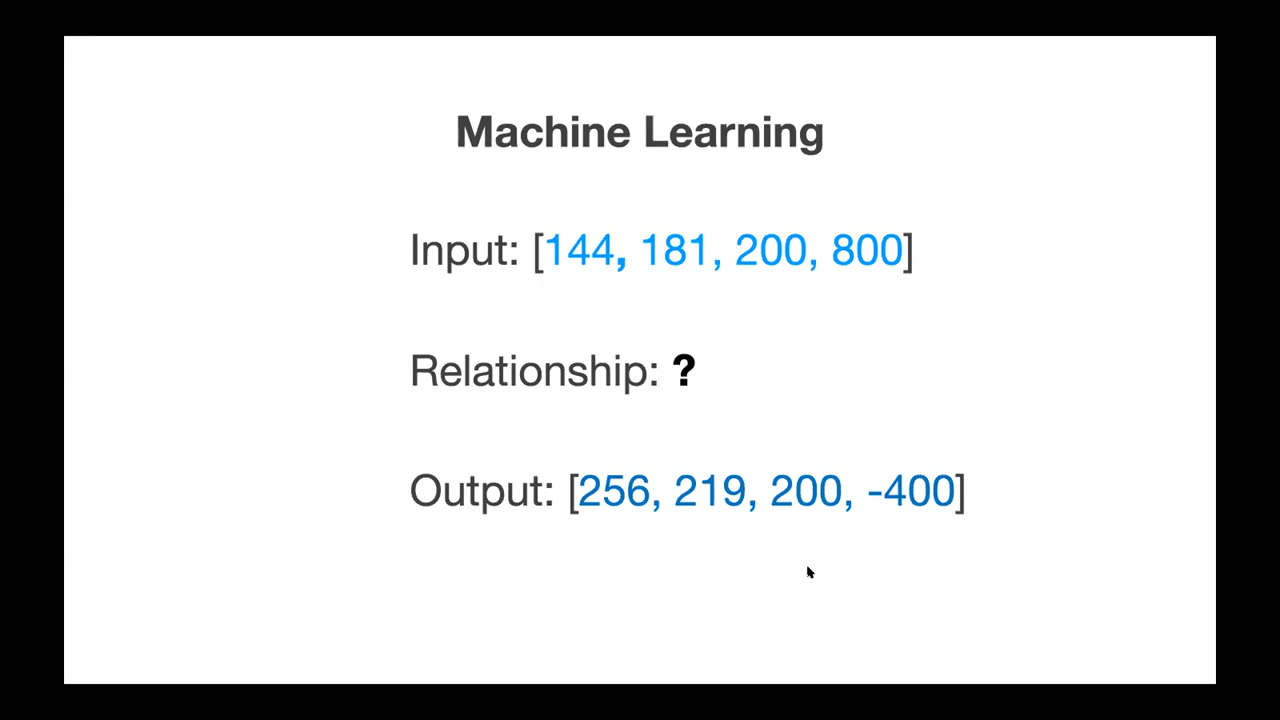 Machine Learning
Input: [144, 181, 200, 800]
Relationship: ?
Output: [256, 219, 200, -400]